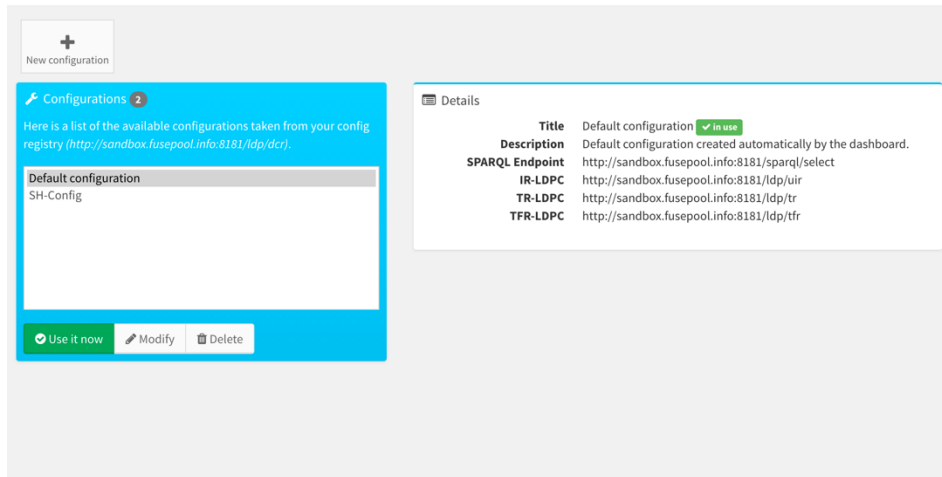 New configuration
Configurations 2
Here is a list of the available configurations taken from your config
registry (http://sandbox.fusepool.info:8181/ldp/dcr).
Default configuration
SH-Config
Use it now
Modify
Delete
Details
Title Default configuration in use
Description Default configuration created automatically by the dashboard.
SPARQL Endpoint http://sandbox.fusepool.info:8181/sparql/select
IR-LDPC http://sandbox.fusepool.info:8181/ldp/uir
TR-LDPC http://sandbox.fusepool.info:8181/ldp/tr
TFR-LDPC http://sandbox.fusepool.info:8181/ldp/tfr